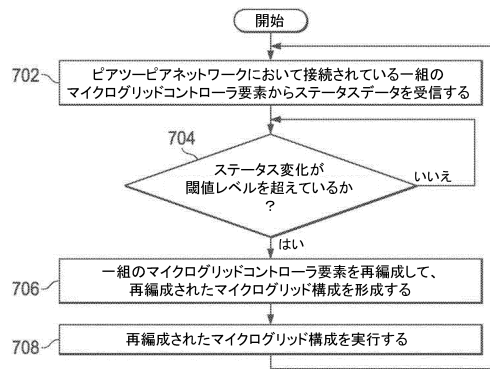 開始
702
ピアツーピアネットワークにおいて接続されている一組の
マイクログリッドコントローラ要素からステータスデータを受信する
704
ステータス変化が
閾値レベルを超えているか
?
いいえ
はい
706
一組のマイクログリッドコントローラ要素を再編成して、
再編成されたマイクログリッド構成を形成する
708
再編成されたマイクログリッド構成を実行する